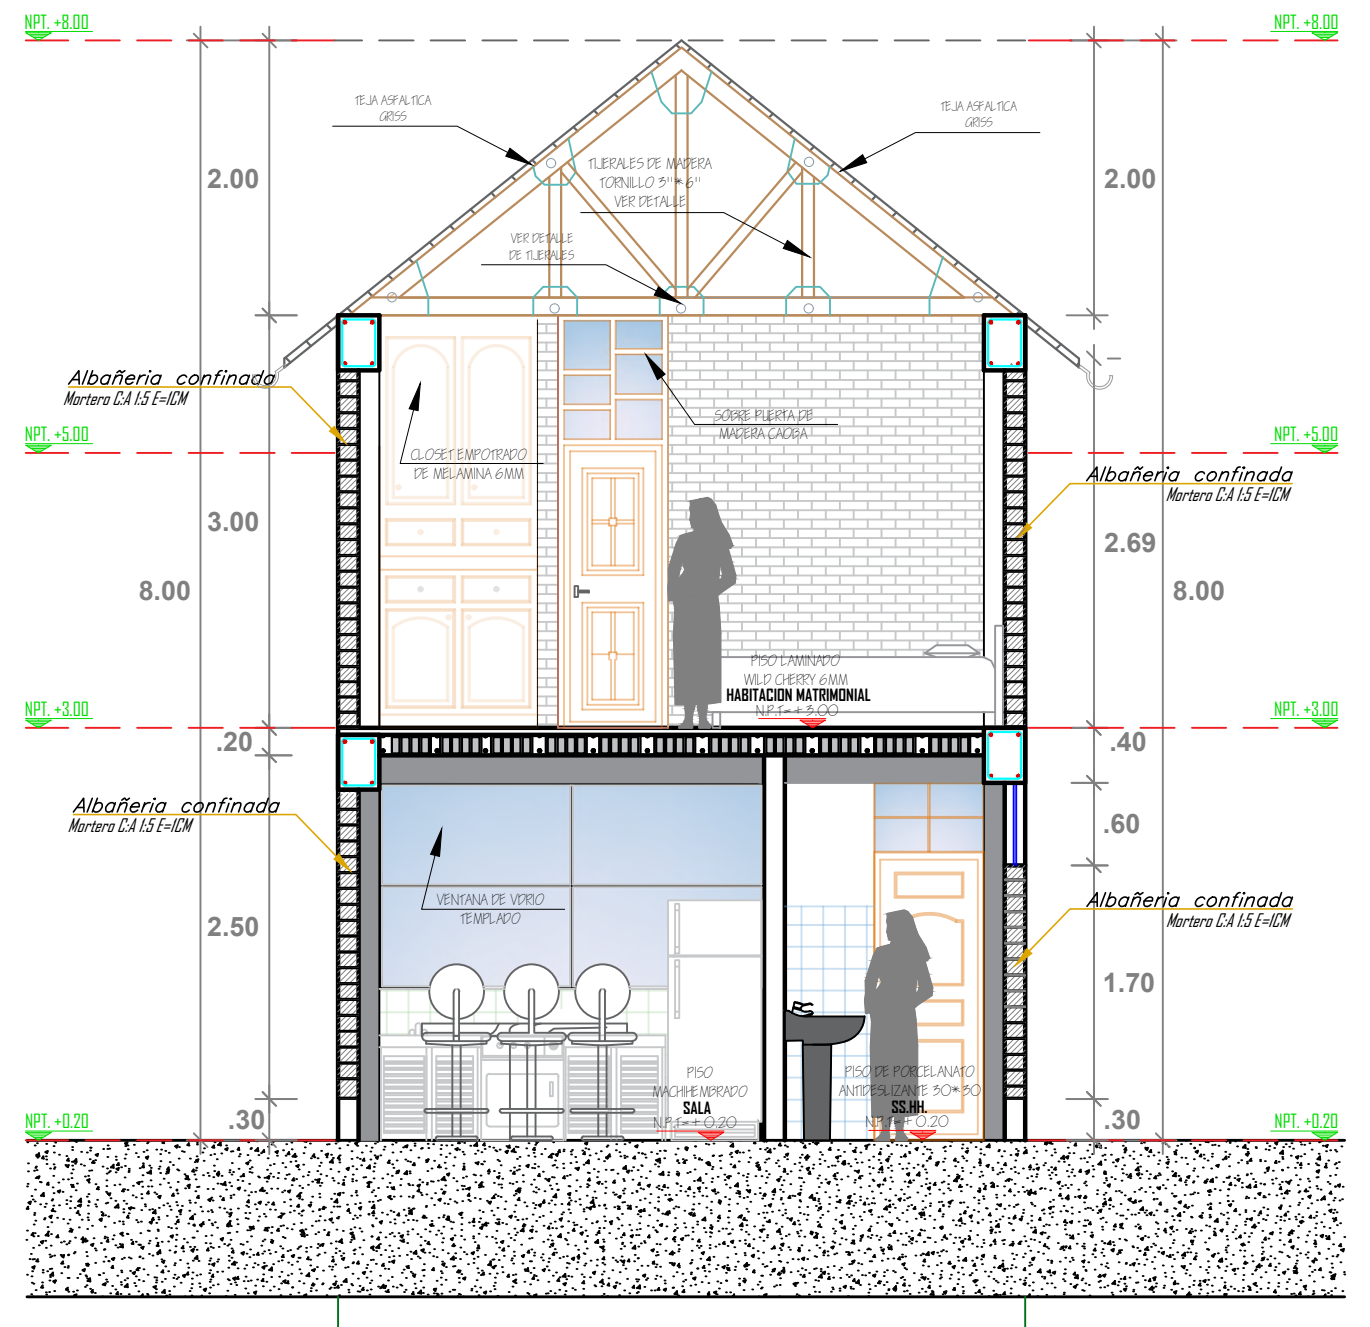 NPT. +8.00
NPT. +8.00
TEJA ASFALTICA
GRISS
TEJA ASFALTICA
GRISS
2.00
TIJERALES DE MADERA
TORNILLO 3"*6"
VER DETALLE
2.00
VER DETALLE
DE TIJERALES
Albañeria confinada
Mortero C:A 1:5 E=1CM
SOBRE PUERTA DE
MADERA CAOBA
NPT. +5.00
NPT. +5.00
CLOSET EMPOTRADO
DE MELAMINA 6MM
Albañeria confinada
Mortero C:A 1:5 E=1CM
3.00
2.69
8.00
8.00
PISO LAMINADO
WILD CHERRY 6MM
HABITACION MATRIMONIAL
N.P.T=+3.00
NPT. +3.00
NPT. +3.00
.20
.40
Albañeria confinada
Mortero C:A 1:5 E=1CM
.60
VENTANA DE VDRIO
TEMPLADO
Albañeria confinada
Mortero C:A 1:5 E=1CM
2.50
1.70
PISO
MACHIHEMBRADO
SALA
N.P.T=+0.20
PISO DE PORCELANATO
ANTIDESLIZANTE 30*30
SS.HH.
N.P.T=+0.20
.30
.30
NPT. +0.20
NPT. +0.20